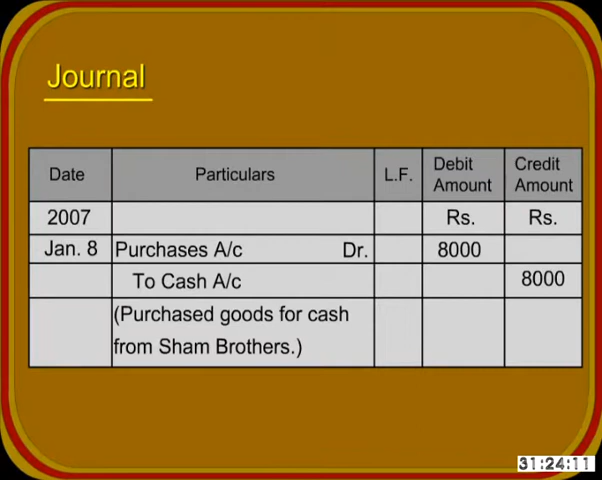 Journal
Date Particulars L.F. Debit Amount Credit Amount
2007 Rs. Rs.
Jan. 8 Purchases A/c Dr. 8000
To Cash A/c 8000
(Purchased goods for cash
from Sham Brothers.)
31:24:11